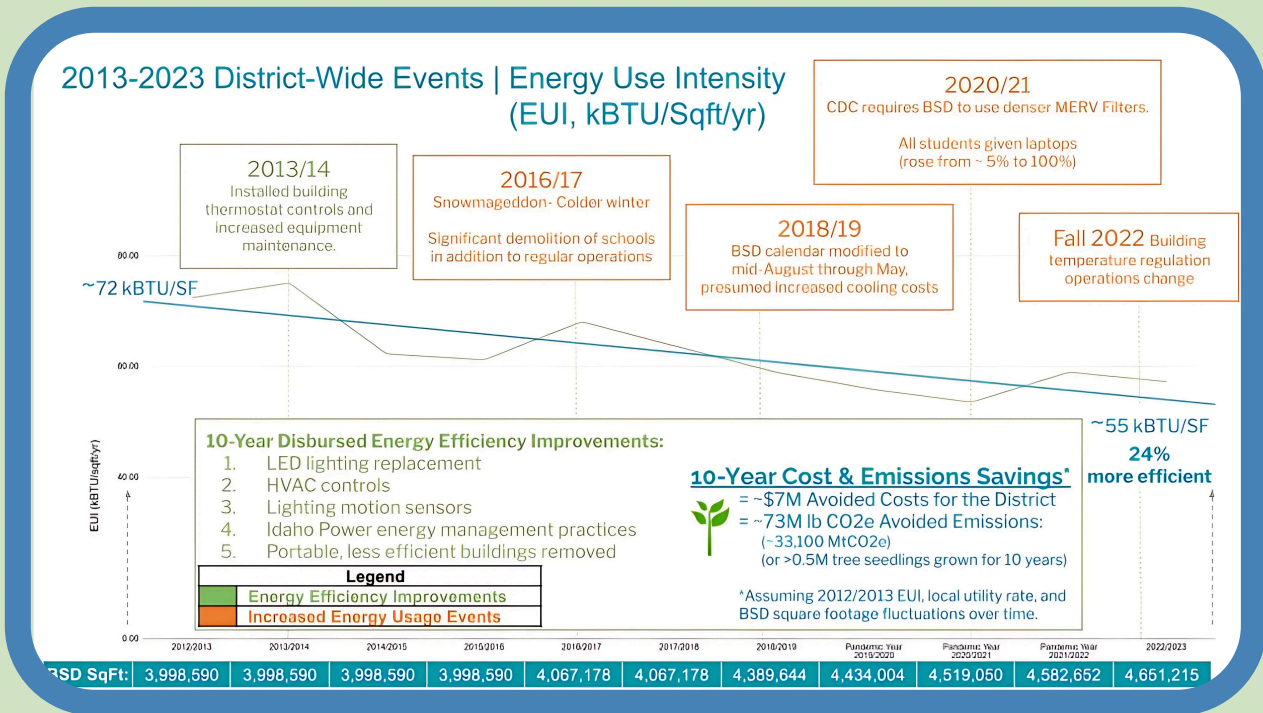 2013-2023 District-Wide Events | Energy Use Intensity
(EUI, kBTU/Sqft/yr)
2013/14
Installed building
thermostat controls and
increased equipment
maintenance.
2016/17
Snowmageddon- Colder winter
Significant demolition of schools
in addition to regular operations
2018/19
BSD calendar modified to
mid-August through May,
presumed increased cooling costs
2020/21
CDC requires BSD to use denser MERV Filters.
All students given laptops
(rose from ~ 5% to 100%)
Fall 2022 Building
temperature regulation
operations change
80.00
~72 kBTU/SF
60.00
40.00
0.00
EUI (kBTU/sqft/yr)
~55 kBTU/SF
24%
more efficient
10-Year Disbursed Energy Efficiency Improvements:
1. LED lighting replacement
2. HVAC controls
3. Lighting motion sensors
4. Idaho Power energy management practices
5. Portable, less efficient buildings removed
Legend
Energy Efficiency Improvements
Increased Energy Usage Events
10-Year Cost & Emissions Savings*
= ~$7M Avoided Costs for the District
= ~73M lb CO2e Avoided Emissions:
(~33,100 MtCO2e)
(or >0.5M tree seedlings grown for 10 years)
*Assuming 2012/2013 EUI, local utility rate, and
BSD square footage fluctuations over time.
2012/2013 2013/2014 2014/2015 2015/2016 2016/2017 2017/2018 2018/2019 Pandemic Year 2019/2020 Pandemic Year 2020/2021 Pandemic Year 2021/2022 2022/2023
BSD SqFt: 3,998,590 3,998,590 3,998,590 3,998,590 4,067,178 4,067,178 4,389,644 4,434,004 4,519,050 4,582,652 4,651,215